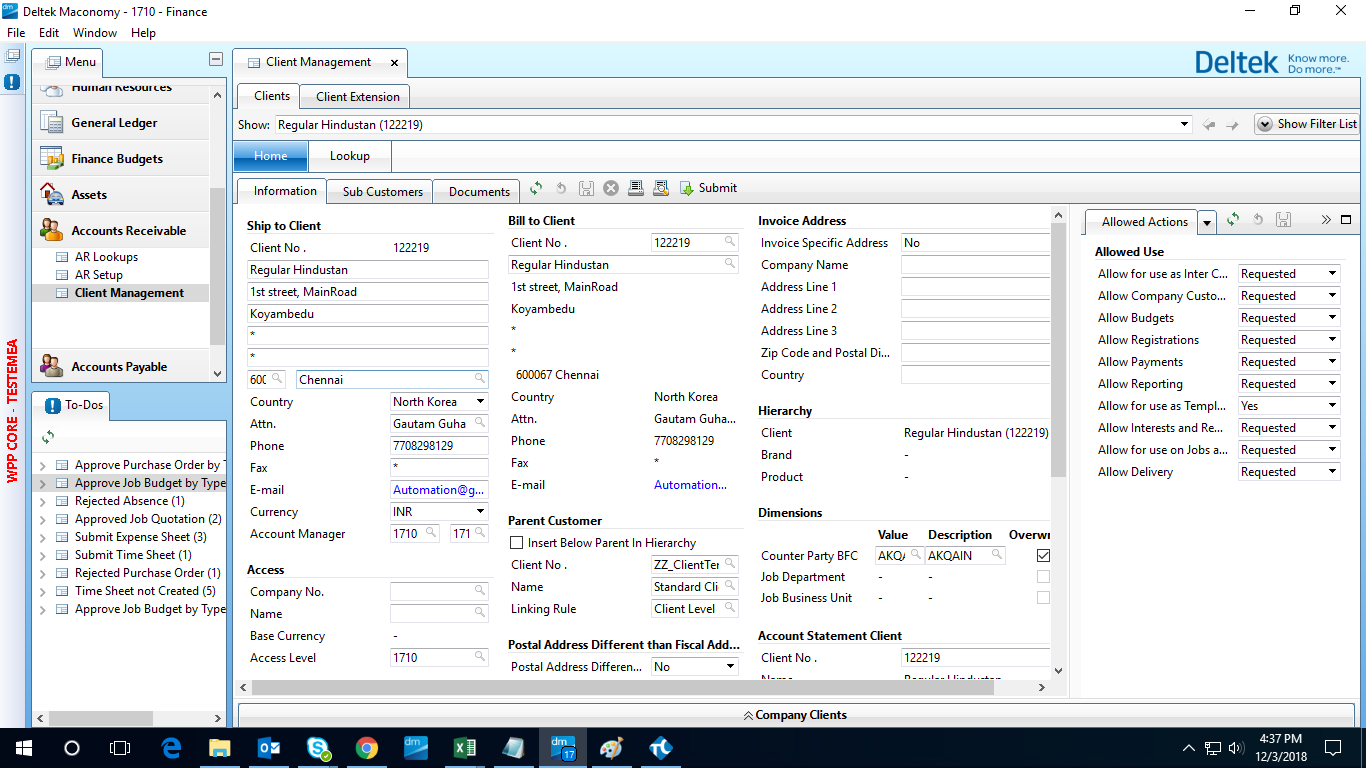 Deltek Maconomy - 1710 - Finance
File Edit Window Help
Menu
Human Resources
General Ledger
Finance Budgets
Assets
Accounts Receivable
AR Lookups
AR Setup
Client Management
Accounts Payable
WPP CORE - TESTEMEA
To-Dos
Approve Purchase Order by T
Approve Job Budget by Type
Rejected Absence (1)
Approved Job Quotation (2)
Submit Expense Sheet (3)
Submit Time Sheet (1)
Rejected Purchase Order (1)
Time Sheet not Created (5)
Approve Job Budget by Type
Client Management
Deltek Know more. Do more.™
Clients Client Extension
Show: Regular Hindustan (122219) Show Filter List
Home Lookup
Information Sub Customers Documents Submit
Ship to Client
Client No . 122219
Regular Hindustan
1st street, MainRoad
Koyambedu
*
*
600 Chennai
Country North Korea
Attn. Gautam Guha
Phone 7708298129
Fax *
E-mail Automation@g...
Currency INR
Account Manager 1710 171
Access
Company No.
Name
Base Currency -
Access Level 1710
Bill to Client
Client No . 122219
Regular Hindustan
1st street, MainRoad
Koyambedu
*
*
600067 Chennai
Country North Korea
Attn. Gautam Guha...
Phone 7708298129
Fax *
E-mail Automation...
Parent Customer
Insert Below Parent In Hierarchy
Client No . ZZ_ClientTer
Name Standard Cli
Linking Rule Client Level
Postal Address Different than Fiscal Add...
Postal Address Differen... No
Invoice Address
Invoice Specific Address No
Company Name
Address Line 1
Address Line 2
Address Line 3
Zip Code and Postal Di...
Country
Hierarchy
Client Regular Hindustan (122219)
Brand -
Product -
Dimensions
Value Description Overwr
Counter Party BFC AKQA AKQAIN
Job Department - -
Job Business Unit - -
Account Statement Client
Client No . 122219
Name Regular Hindustan
Allowed Actions
Allowed Use
Allow for use as Inter C... Requested
Allow Company Custo... Requested
Allow Budgets Requested
Allow Registrations Requested
Allow Payments Requested
Allow Reporting Requested
Allow for use as Templ... Yes
Allow Interests and Re... Requested
Allow for use on Jobs a... Requested
Allow Delivery Requested
Company Clients
dm
dm 17
4:37 PM
12/3/2018